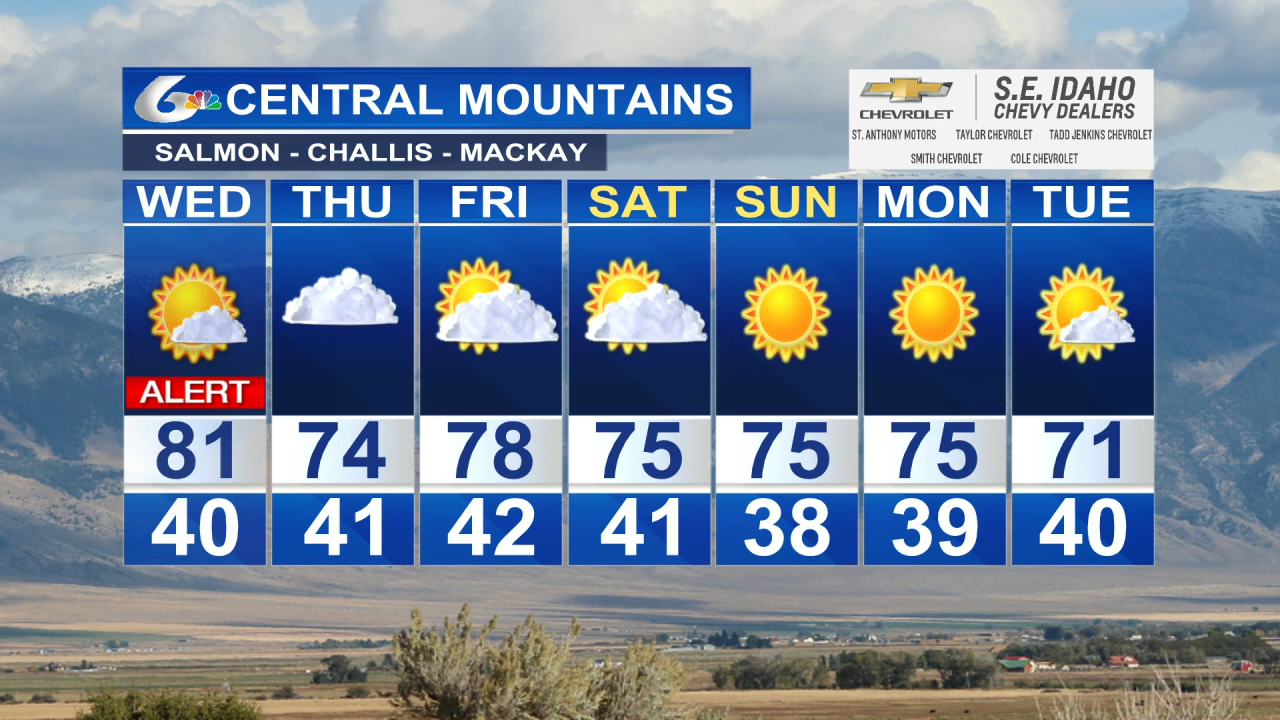 6 CENTRAL MOUNTAINS
SALMON - CHALLIS - MACKAY
CHEVROLET
S.E. IDAHO
CHEVY DEALERS
ST. ANTHONY MOTORS TAYLOR CHEVROLET TADD JENKINS CHEVROLET
SMITH CHEVROLET COLE CHEVROLET
WED THU FRI SAT SUN MON TUE
ALERT
81 74 78 75 75 75 71
40 41 42 41 38 39 40